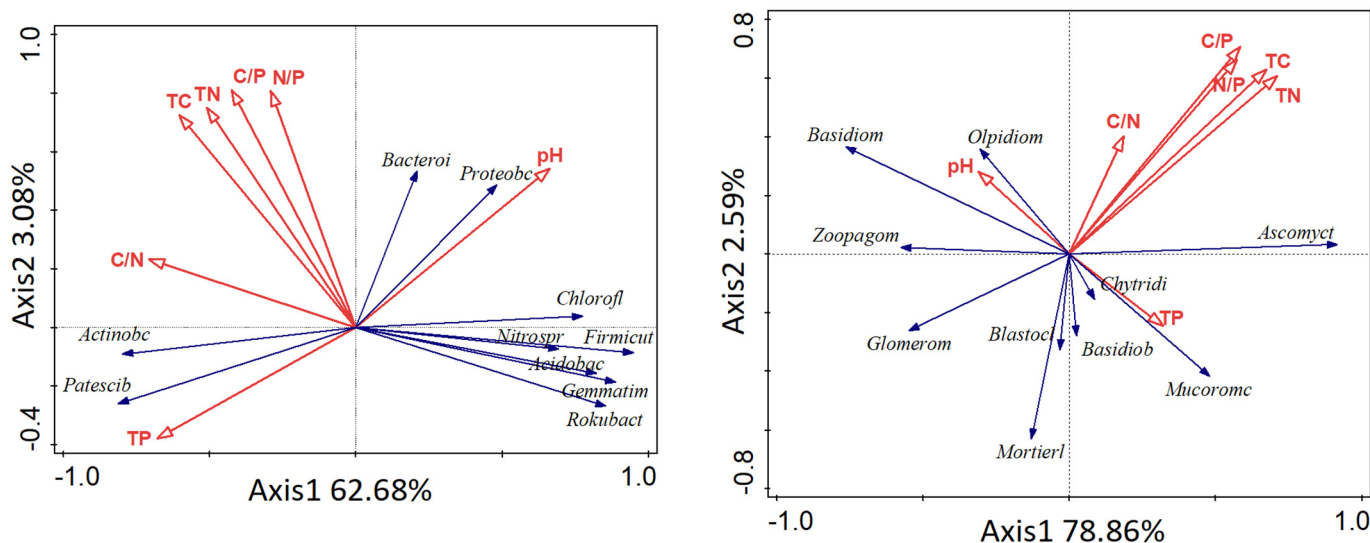 1.0
C/P N/P
TC TN
Bacteroi
Proteobc
pH
C/N
Chlorofl
Actinobc
Nitrospr
Firmicut
Acidobac
Patescib
Gemmatim
Rokubact
TP
-0.4
Axis2 3.08%
-1.0
1.0
Axis1 62.68%
0.8
C/P
TC
N/P
TN
C/N
Basidiom
Olpidiom
pH
Zoopagom
Ascomyct
Chytridi
TP
Glomerom
Blastocl
Basidiob
Mucoromc
Mortierl
-0.8
Axis2 2.59%
-1.0
1.0
Axis1 78.86%